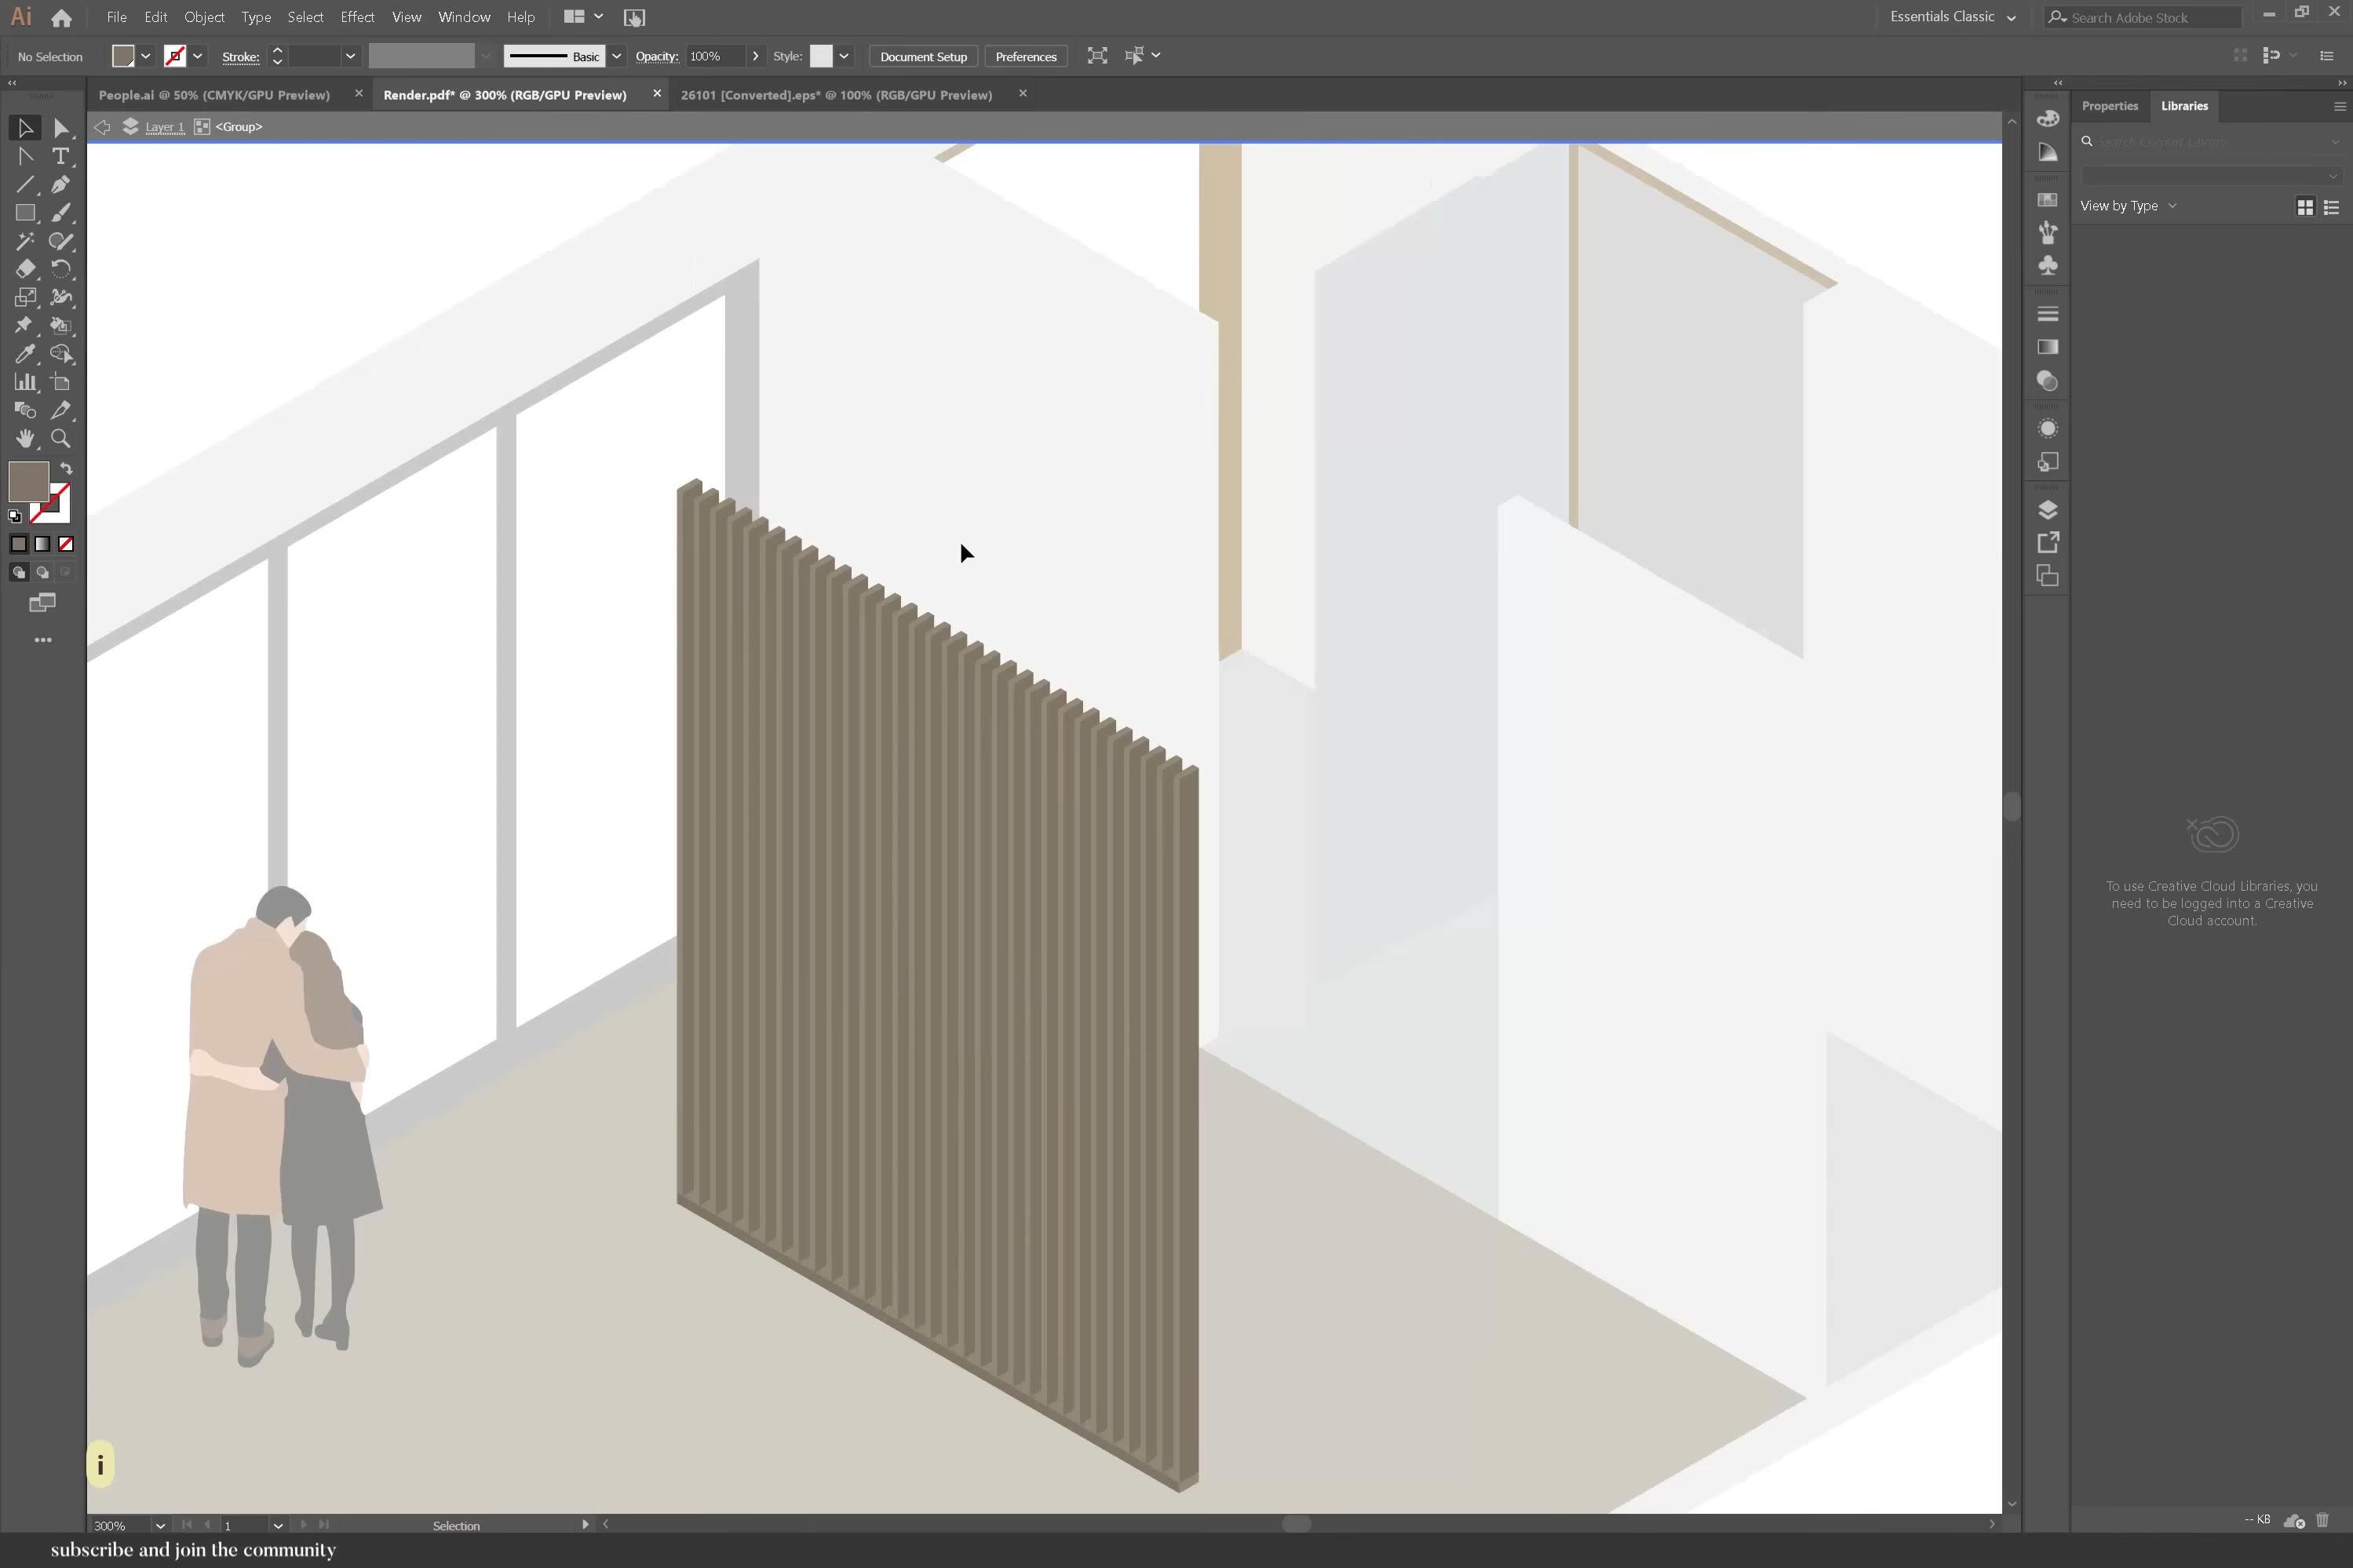 Ai File Edit Object Type Select Effect View Window Help Essentials Classic Search Adobe Stock
No Selection Stroke: Basic Opacity: 100% Style: Document Setup Preferences
People.ai @ 50% (CMYK/GPU Preview) Render.pdf* @ 300% (RGB/GPU Preview) 26101 [Converted].eps* @ 100% (RGB/GPU Preview)
Layer 1 <Group>
Properties Libraries
Search Current Library
View by Type
To use Creative Cloud Libraries, you
need to be logged into a Creative
Cloud account.
i
300% 1 Selection
-- KB
subscribe and join the community